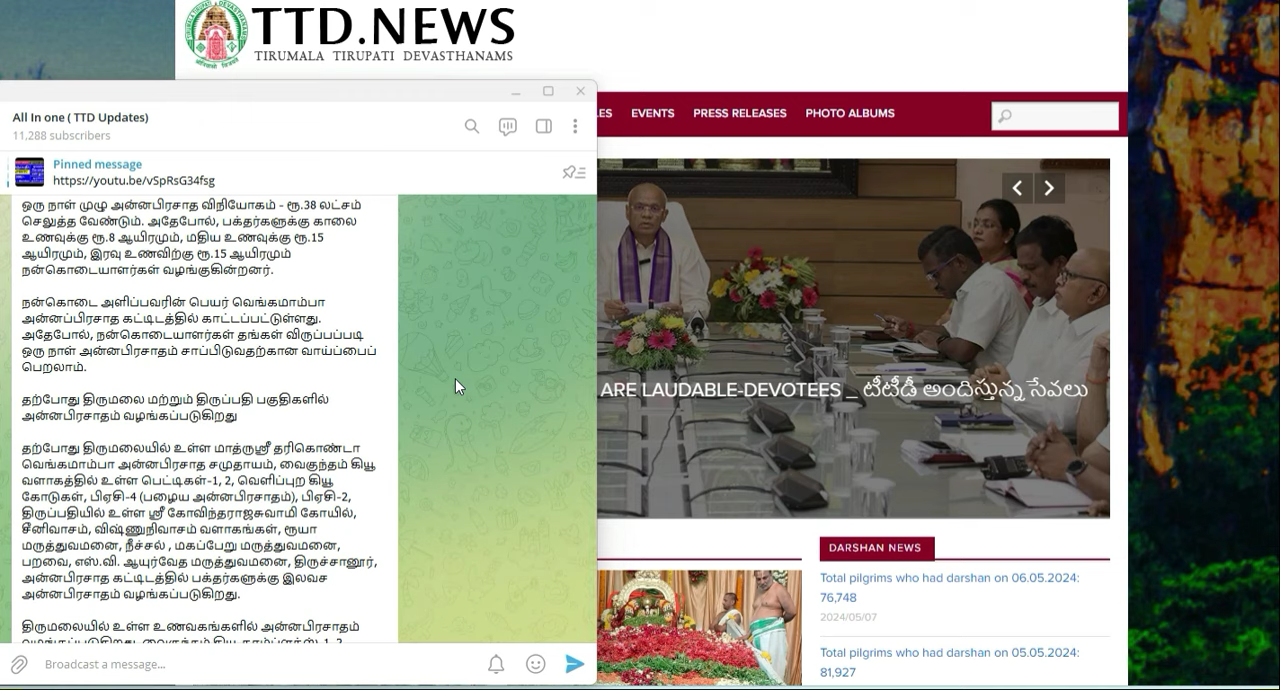 TTD.NEWS
TIRUMALA TIRUPATI DEVASTHANAMS
EVENTS
PRESS RELEASES
PHOTO ALBUMS
All In one ( TTD Updates)
11,288 subscribers
Pinned message
https://youtu.be/vSpRsG34fsg
ஒரு நாள் முழு அன்னபிரசாத விநியோகம் - ரூ.38 லட்சம்
செலுத்த வேண்டும். அதேபோல், பக்தர்களுக்கு காலை
உணவுக்கு ரூ.8 ஆயிரமும், மதிய உணவுக்கு ரூ.15
ஆயிரமும், இரவு உணவிற்கு ரூ.15 ஆயிரமும்
நன்கொடையாளர்கள் வழங்குகின்றனர்.
நன்கொடை அளிப்பவரின் பெயர் வெங்கமாம்பா
அன்னப்பிரசாத கட்டிடத்தில் காட்டப்பட்டுள்ளது.
அதேபோல், நன்கொடையாளர்கள் தங்கள் விருப்பப்படி
ஒரு நாள் அன்னபிரசாதம் சாப்பிடுவதற்கான வாய்ப்பைப்
பெறலாம்.
தற்போது திருமலை மற்றும் திருப்பதி பகுதிகளில்
அன்னபிரசாதம் வழங்கப்படுகிறது
தற்போது திருமலையில் உள்ள மாத்ருஸ்ரீ தரிகொண்டா
வெங்கமாம்பா அன்னபிரசாத சமுதாயம், வைகுந்தம் கியூ
வளாகத்தில் உள்ள பெட்டிகள்-1, 2, வெளிப்புற கியூ
கோடுகள், பிஏசி-4 (பழைய அன்னபிரசாதம்), பிஏசி-2,
திருப்பதியில் உள்ள ஸ்ரீ கோவிந்தராஜசுவாமி கோயில்,
சீனிவாசம், விஷ்ணுநிவாசம் வளாகங்கள், ரூயா
மருத்துவமனை, நீச்சல் , மகப்பேறு மருத்துவமனை,
பறவை, எஸ்.வி. ஆயுர்வேத மருத்துவமனை, திருச்சானூர்,
அன்னபிரசாத கட்டிடத்தில் பக்தர்களுக்கு இலவச
அன்னபிரசாதம் வழங்கப்படுகிறது.
திருமலையில் உள்ள உணவகங்களில் அன்னபிரசாதம்
Broadcast a message...
ARE LAUDABLE-DEVOTEES _ టీటీడీ అందిస్తున్న సేవలు
DARSHAN NEWS
Total pilgrims who had darshan on 06.05.2024:
76,748
2024/05/07
Total pilgrims who had darshan on 05.05.2024:
81,927